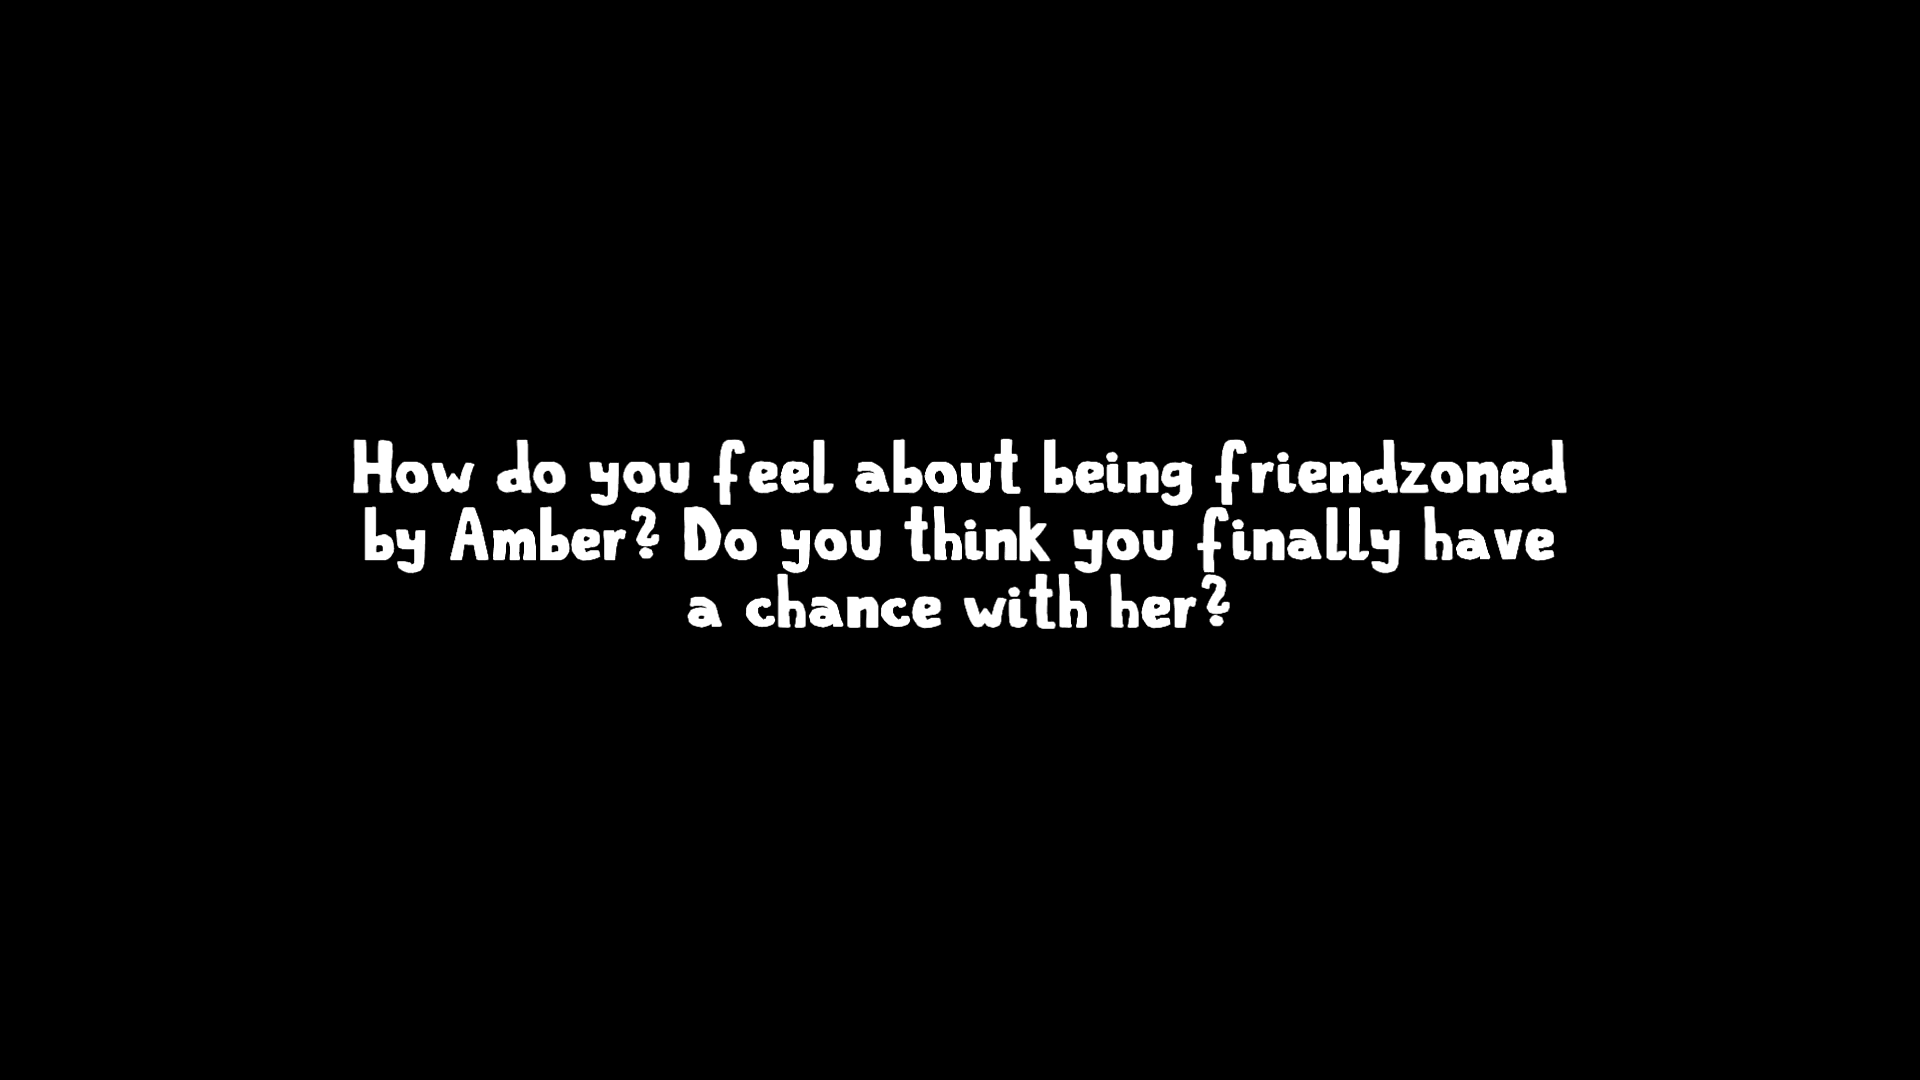 How do you feel about being friendzoned
by Amber? Do you think you finally have
a chance with her?